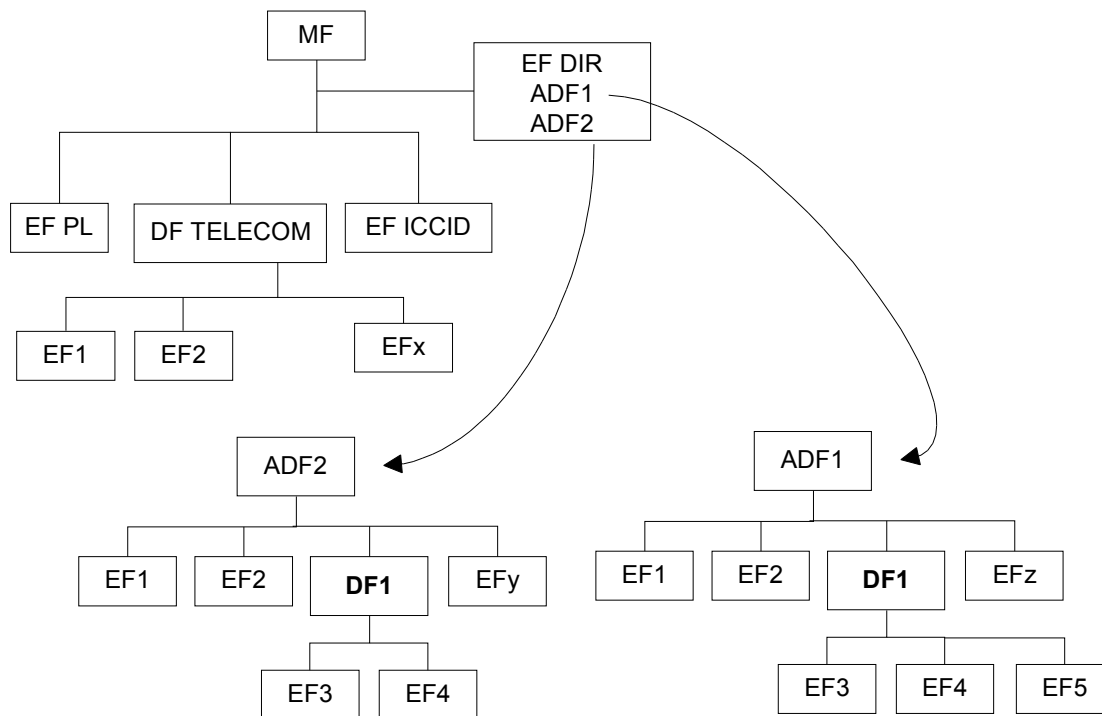 MF
EF DIR
ADF1
ADF2
EF PL
DF TELECOM
EF ICCID
EF1
EF2
EFx
ADF2
ADF1
EF1
EF2
DF1
EFy
EF1
EF2
DF1
EFz
EF3
EF4
EF3
EF4
EF5